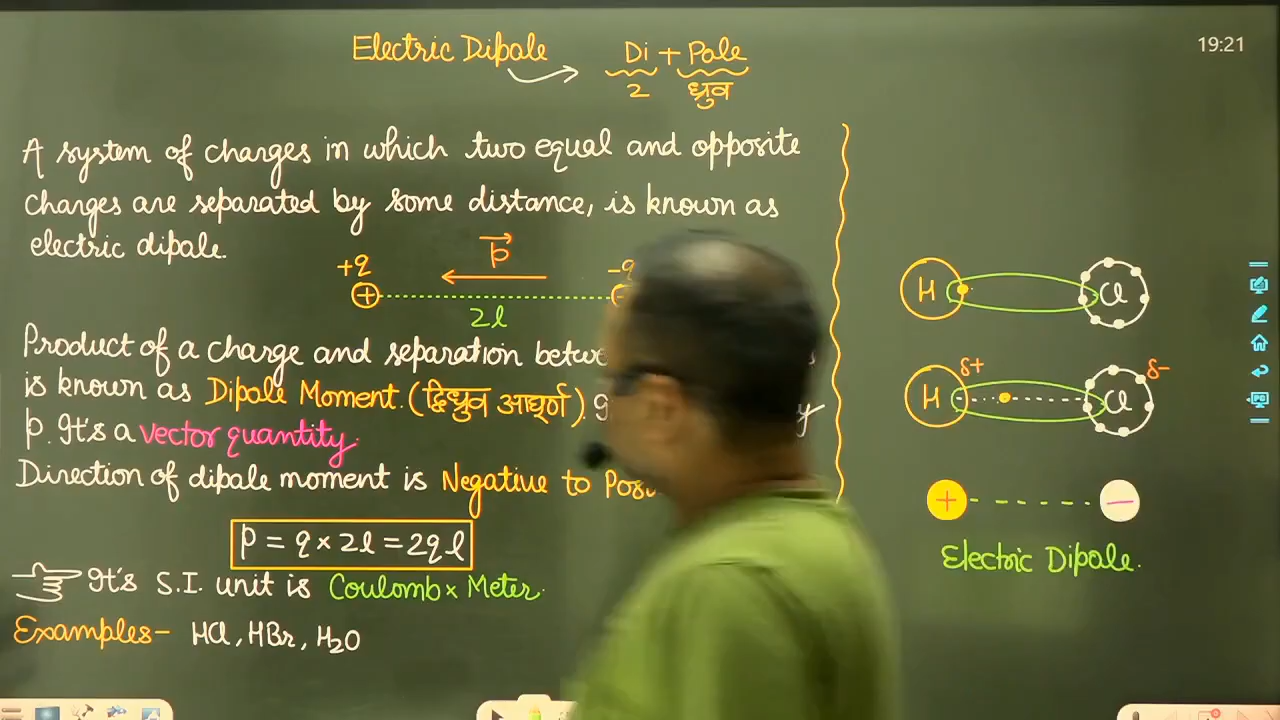 19:21
Electric Dipole
Di + Pole
2 ध्रुव
A system of charges in which two equal and opposite
charges are separated by some distance, is known as
electric dipole.
p
+q -q
+
2l
Product of a charge and separation
is known as Dipole Moment. (द्विध्रुव आघूर्ण).
p. It's a vector quantity.
Direction of dipole moment is Negative to
p = q × 2l = 2ql
It's S.I. unit is Coulomb × Meter.
Examples- HCl, HBr, H2O
H Cl
δ+ δ-
H Cl
+ -
Electric Dipole.